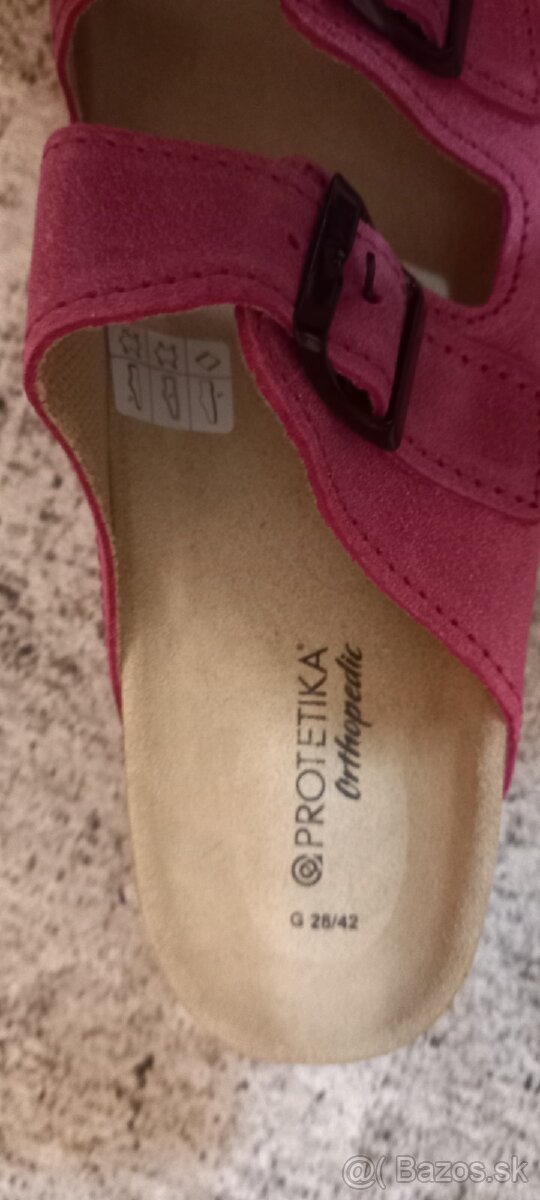 PROTETIKA
Orthopedic
G 28/42
@( Bazos.sk